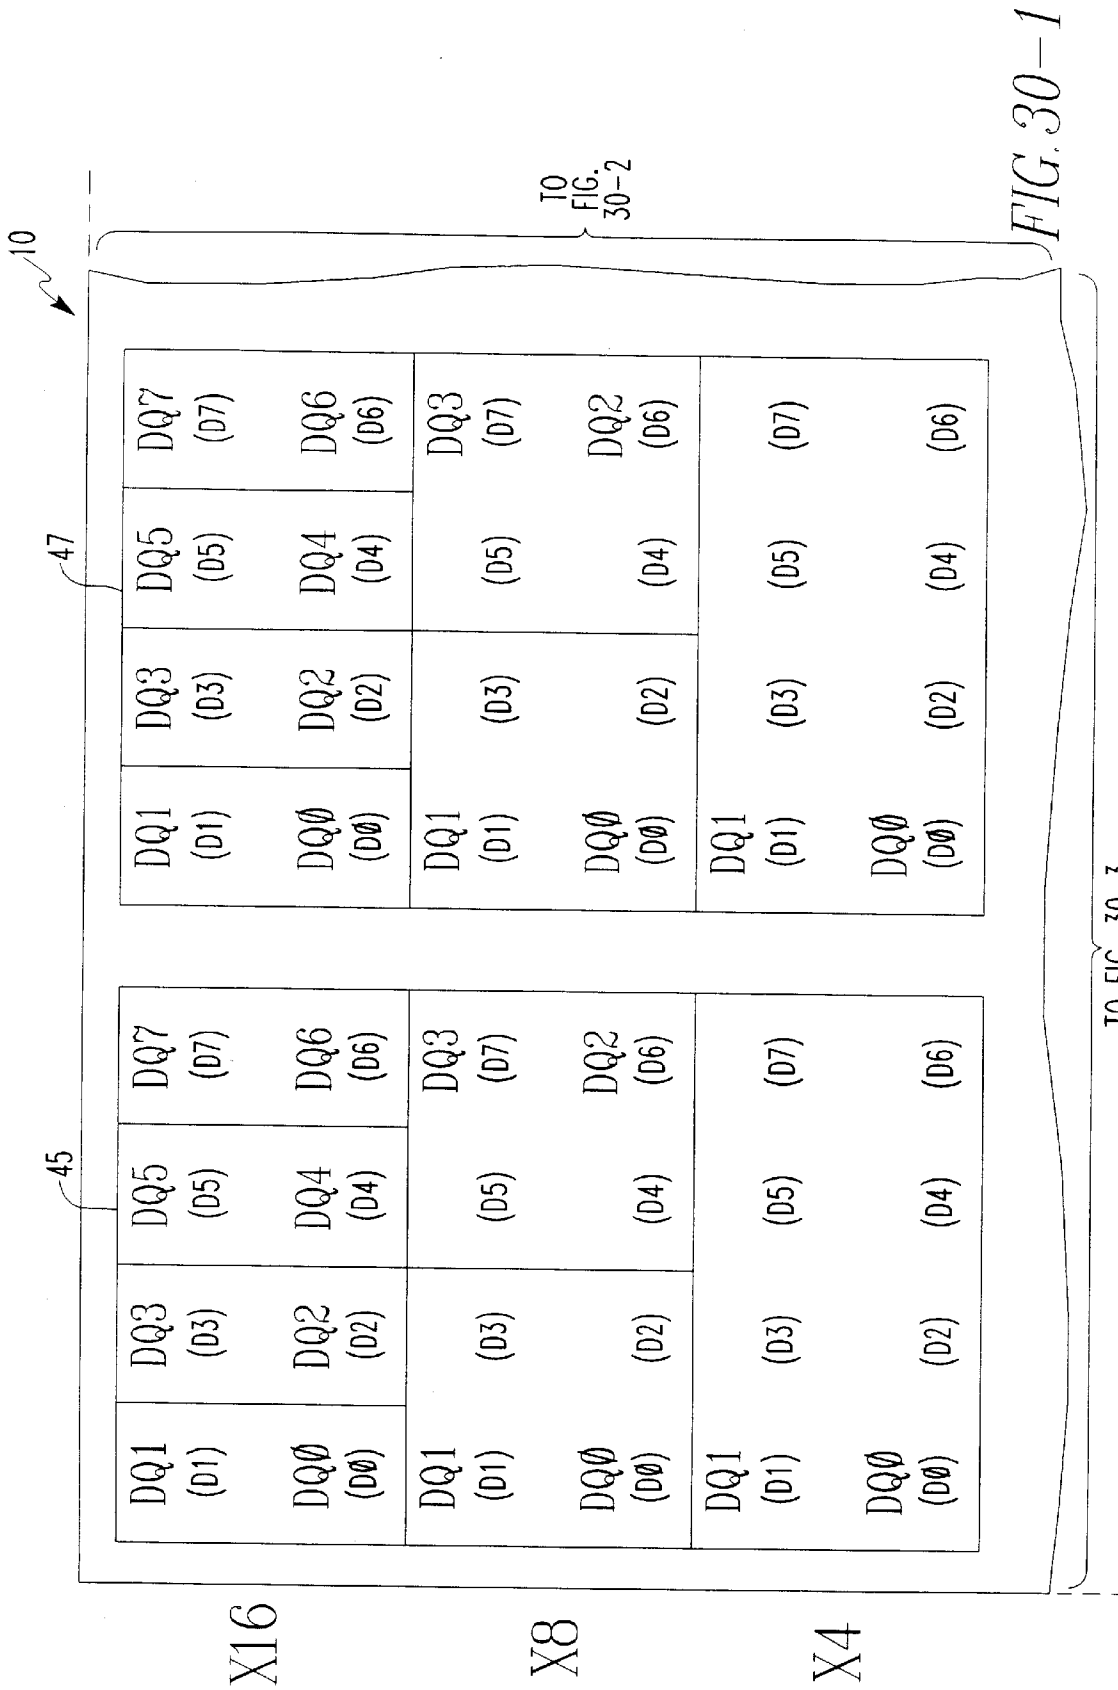 10
45
47
X16
DQ1 DQ3 DQ5 DQ7 DQ1 DQ3 DQ5 DQ7
(D1) (D3) (D5) (D7) (D1) (D3) (D5) (D7)
DQØ DQ2 DQ4 DQ6 DQØ DQ2 DQ4 DQ6
(DØ) (D2) (D4) (D6) (DØ) (D2) (D4) (D6)
X8
DQ1 DQ3 DQ1 DQ3
(D1) (D3) (D5) (D7) (D1) (D3) (D5) (D7)
DQØ DQ2 DQØ DQ2
(DØ) (D2) (D4) (D6) (DØ) (D2) (D4) (D6)
X4
DQ1 DQ1
(D1) (D3) (D5) (D7) (D1) (D3) (D5) (D7)
DQØ DQØ
(DØ) (D2) (D4) (D6) (DØ) (D2) (D4) (D6)
TO
FIG.
30-2
TO FIG. 30-3
FIG. 30-1